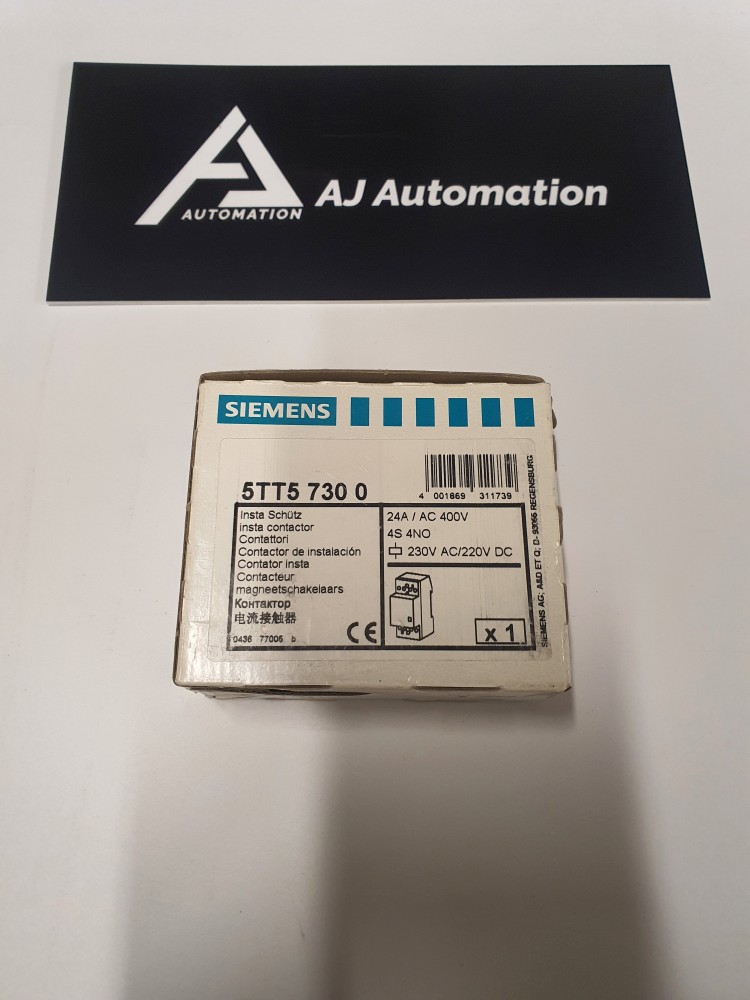 AUTOMATION
AJ Automation
SIEMENS
5TT5 730 0
4 001869 311739
Insta Schütz
insta contactor
Contattori
Contactor de instalación
Contator insta
Contacteur
magneetschakelaars
Контактор
电流接触器
0436 77005 b
CE
24A / AC 400V
4S 4NO
230V AC/220V DC
x 1
SIEMENS AG; A&D ET Q; D- 93055 REGENSBURG